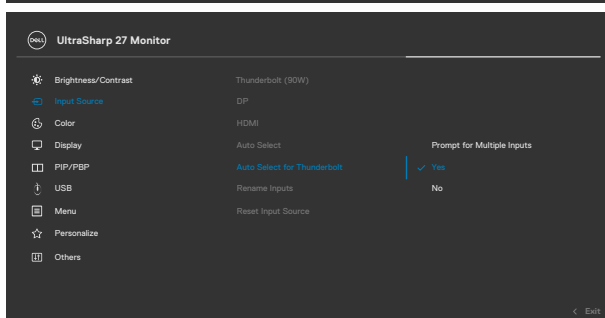 DELL
UltraSharp 27 Monitor
Brightness/Contrast
Input Source
Color
Display
PIP/PBP
USB
Menu
Personalize
Others
Thunderbolt (90W)
DP
HDMI
Auto Select
Auto Select for Thunderbolt
Rename Inputs
Reset Input Source
Prompt for Multiple Inputs
Yes
No
Exit